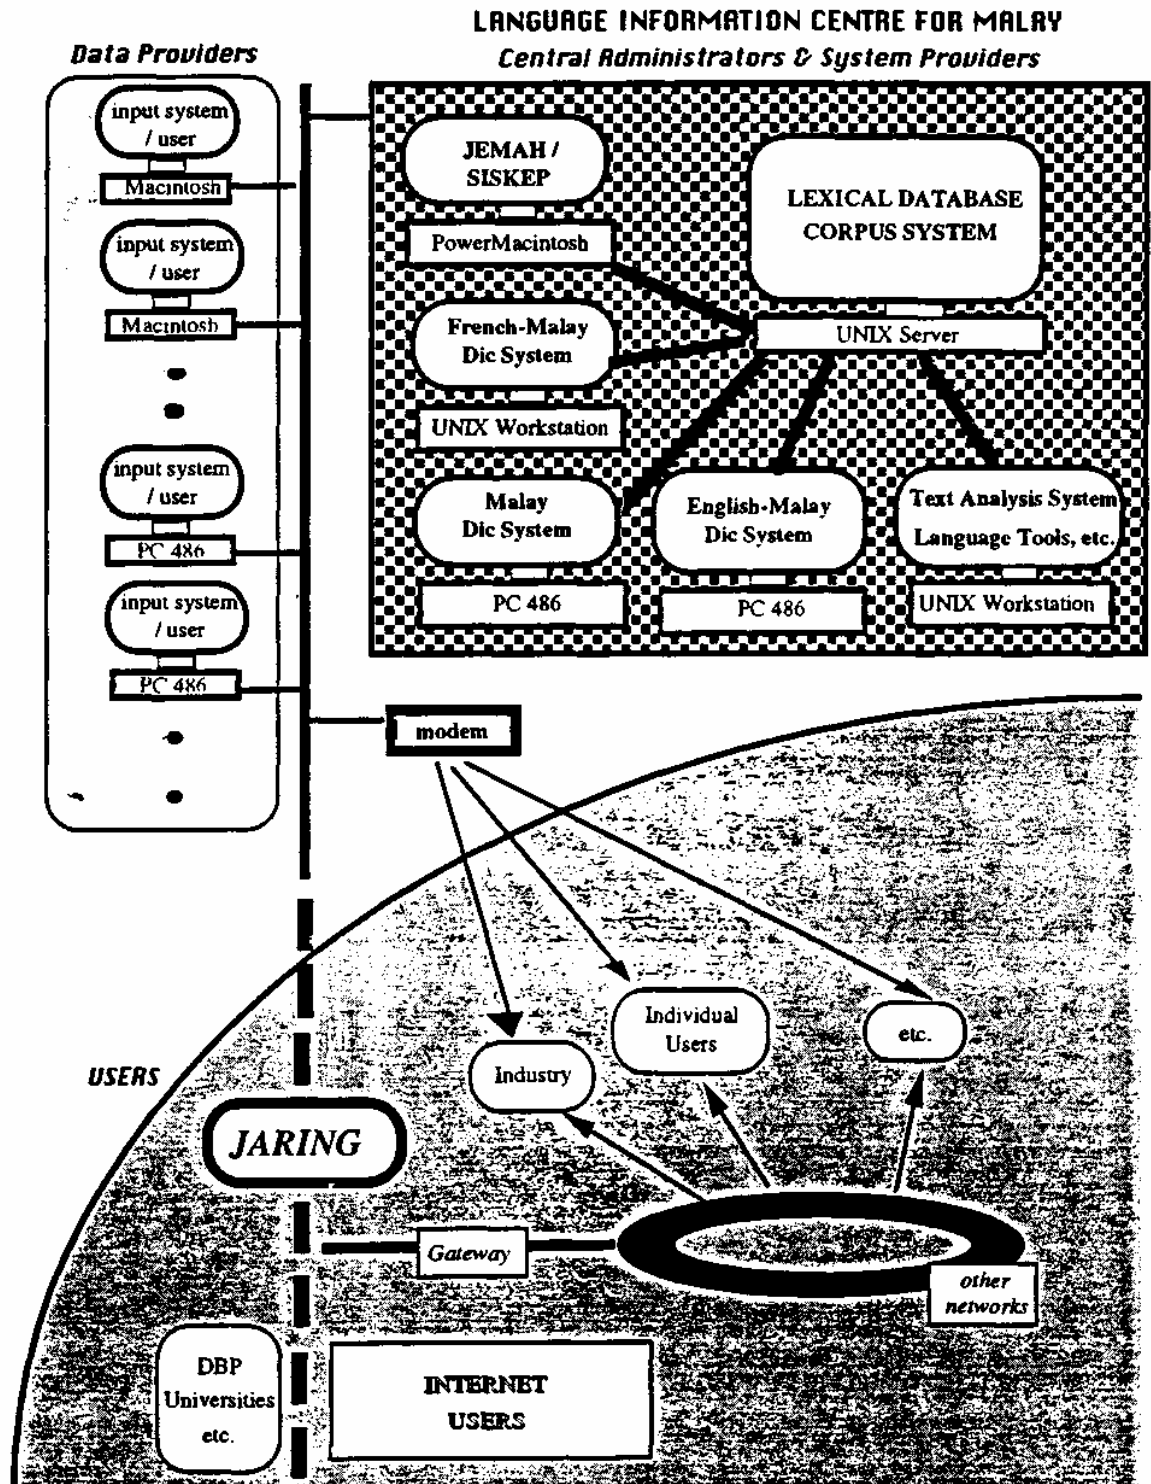 LANGUAGE INFORMATION CENTRE FOR MALAY
Central Administrators & System Providers
Data Providers
input system
/ user
Macintosh
input system
/ user
Macintosh
input system
/ user
PC 486
input system
/ user
PC 486
JEMAH /
SISKEP
PowerMacintosh
LEXICAL DATABASE
CORPUS SYSTEM
UNIX Server
French-Malay
Dic System
UNIX Workstation
Malay
Dic System
PC 486
English-Malay
Dic System
PC 486
Text Analysis System
Language Tools, etc.
UNIX Workstation
modem
USERS
Industry
Individual
Users
etc.
JARING
Gateway
other
networks
DBP
Universities
etc.
INTERNET
USERS